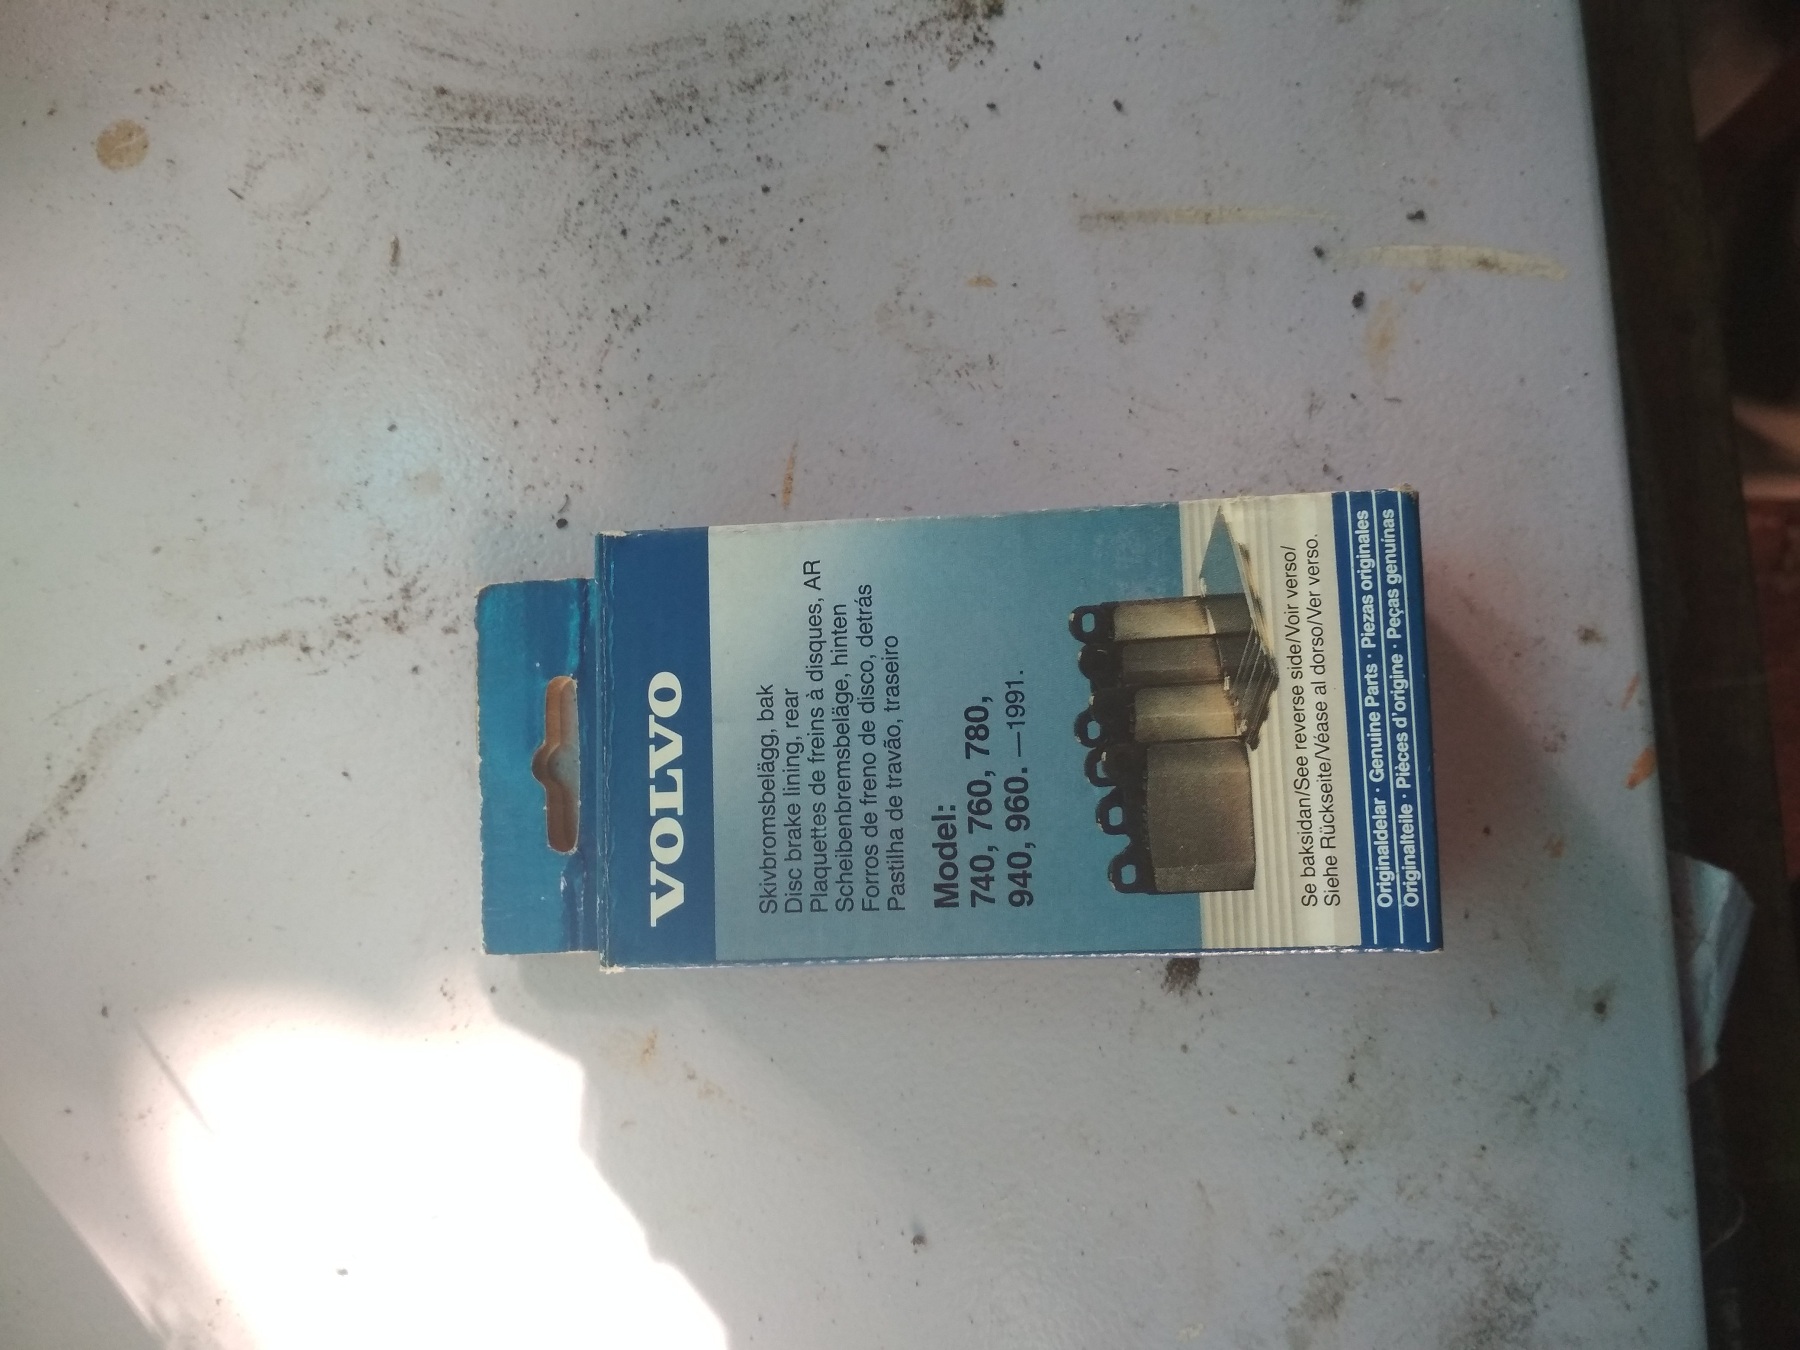 VOLVO
Skivbromsbelägg, bak
Disc brake lining, rear
Plaquettes de freins à disques, AR
Scheibenbremsbeläge, hinten
Forros de freno de disco, detrás
Pastilha de travão, traseiro
Model:
740, 760, 780,
940, 960. —1991.
Se baksidan/See reverse side/Voir verso/
Siehe Rückseite/Véase al dorso/Ver verso.
Originaldelar · Genuine Parts · Piezas originales
Originalteile · Pièces d'origine · Peças genuínas